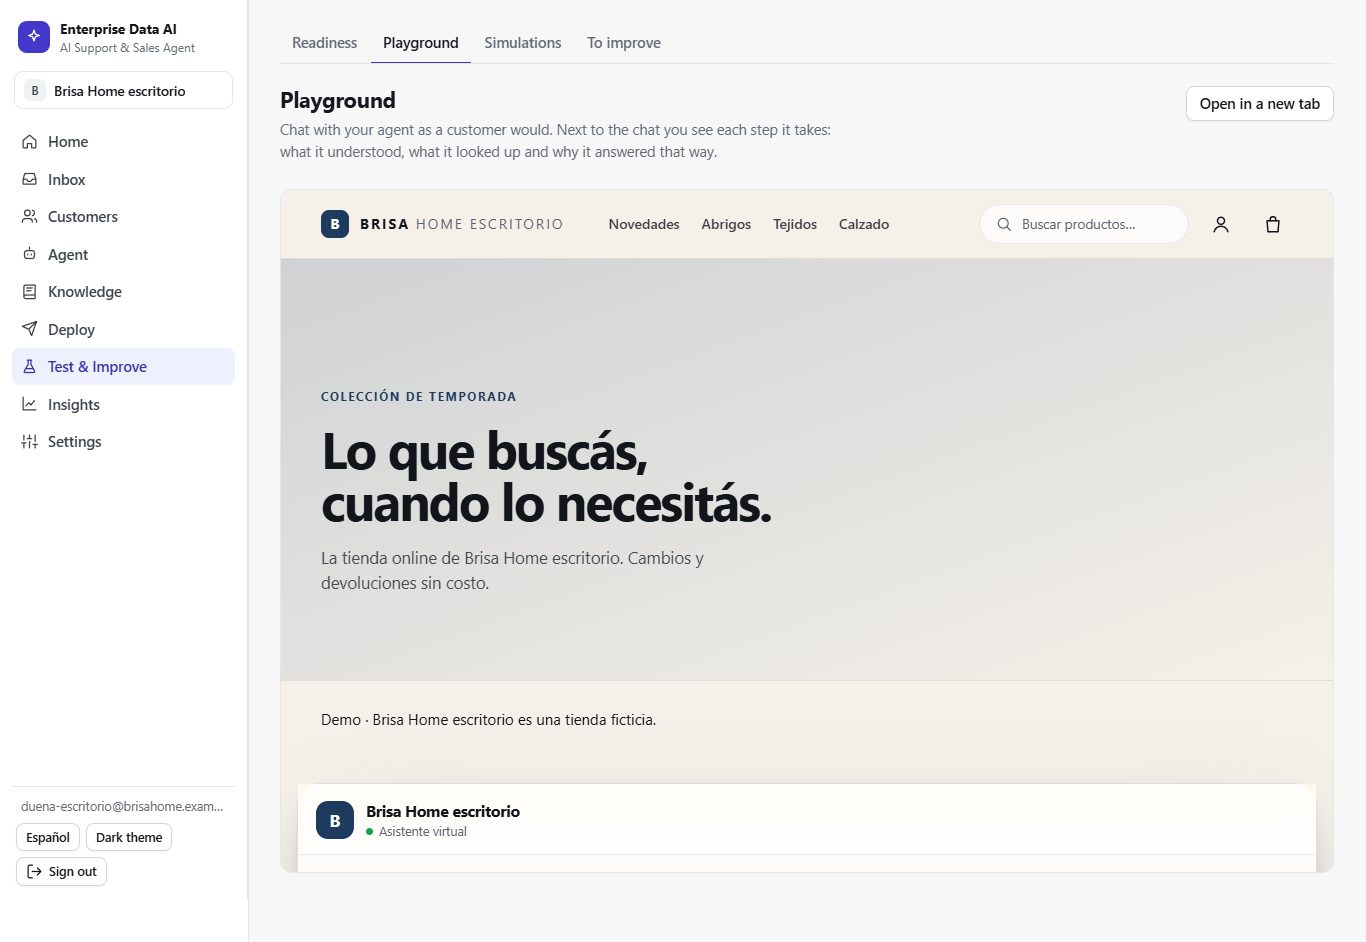 Enterprise Data AI
AI Support & Sales Agent
B Brisa Home escritorio
Home
Inbox
Customers
Agent
Knowledge
Deploy
Test & Improve
Insights
Settings
duena-escritorio@brisahome.exam...
Español Dark theme
Sign out
Readiness Playground Simulations To improve
Playground
Open in a new tab
Chat with your agent as a customer would. Next to the chat you see each step it takes:
what it understood, what it looked up and why it answered that way.
B BRISA HOME ESCRITORIO Novedades Abrigos Tejidos Calzado Buscar productos...
COLECCIÓN DE TEMPORADA
Lo que buscás,
cuando lo necesitás.
La tienda online de Brisa Home escritorio. Cambios y
devoluciones sin costo.
Demo · Brisa Home escritorio es una tienda ficticia.
B Brisa Home escritorio
Asistente virtual